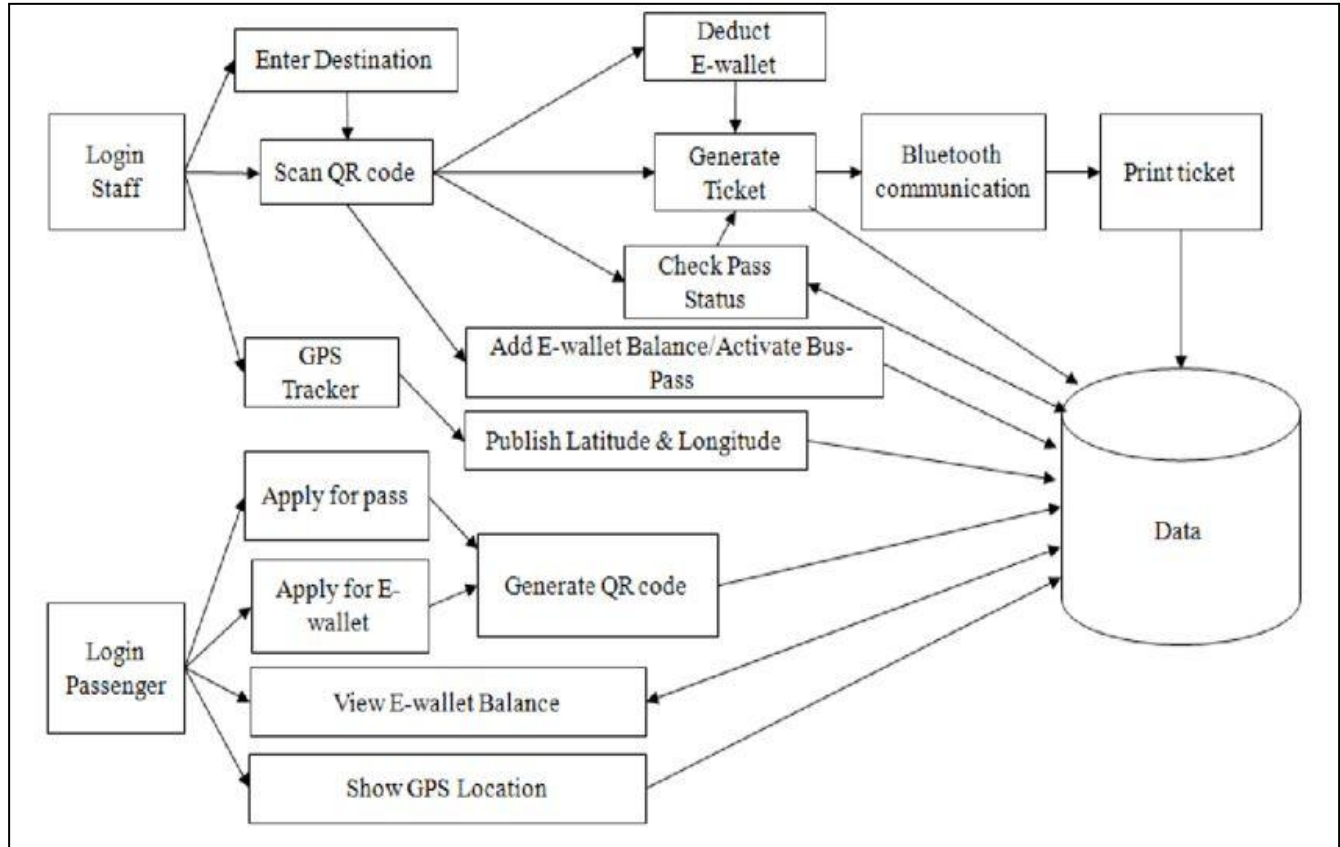 Enter Destination
Deduct
E-wallet
Login
Staff
Scan QR code
Generate
Ticket
Bluetooth
communication
Print ticket
Check Pass
Status
GPS
Tracker
Add E-wallet Balance/Activate Bus-
Pass
Publish Latitude & Longitude
Apply for pass
Data
Apply for E-
wallet
Generate QR code
Login
Passenger
View E-wallet Balance
Show GPS Location